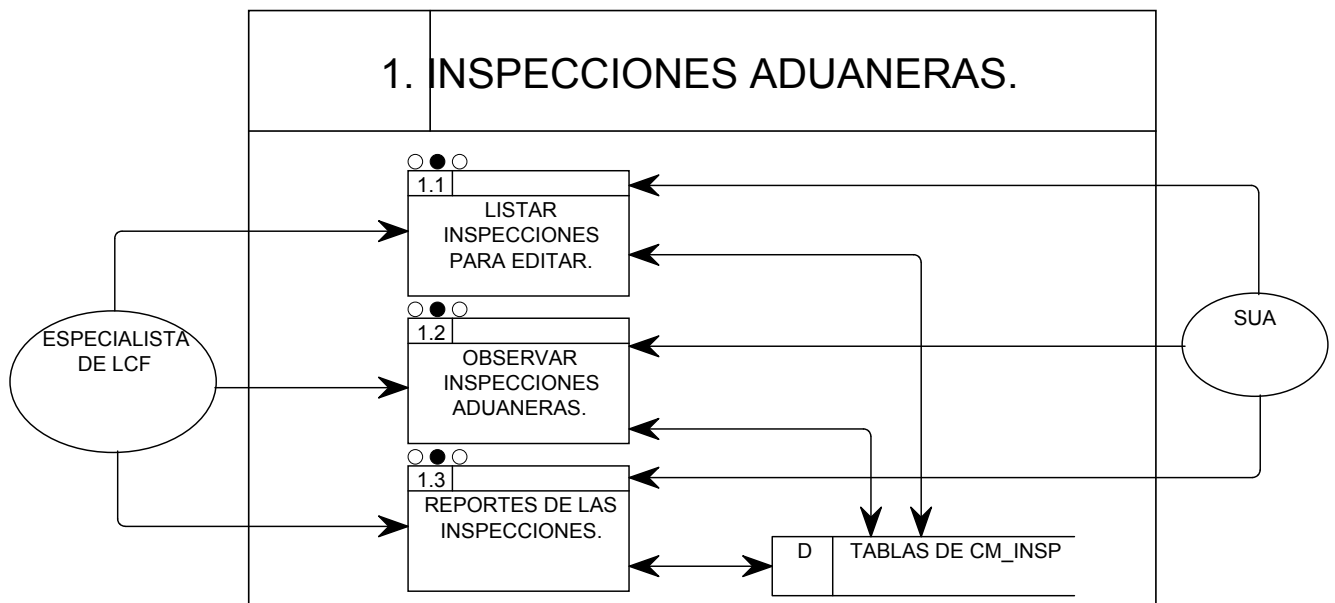 1. INSPECCIONES ADUANERAS.
1.1
LISTAR
INSPECCIONES
PARA EDITAR.
ESPECIALISTA
DE LCF
SUA
1.2
OBSERVAR
INSPECCIONES
ADUANERAS.
1.3
REPORTES DE LAS
INSPECCIONES.
D
TABLAS DE CM_INSP